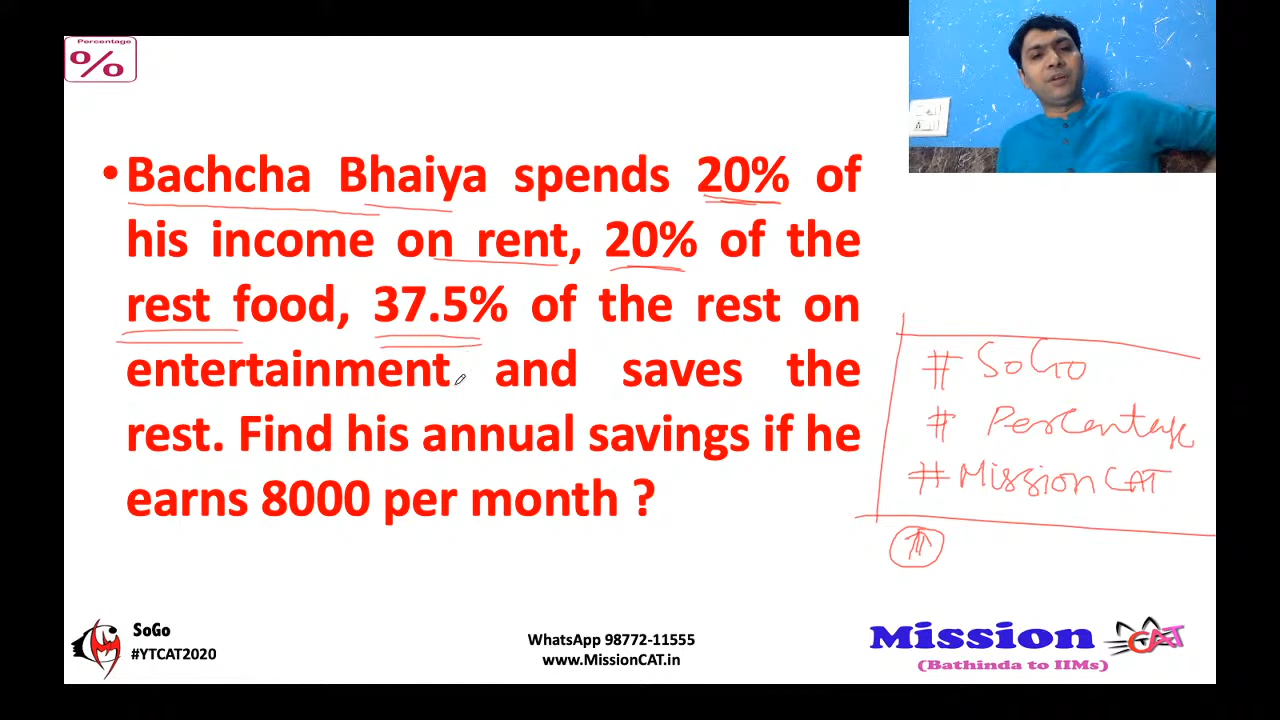 Percentage
%
•Bachcha Bhaiya spends 20% of
his income on rent, 20% of the
rest food, 37.5% of the rest on
entertainment and saves the
rest. Find his annual savings if he
earns 8000 per month ?
# SoGo
# Percentage
# MissionCAT
SoGo
#YTCAT2020
WhatsApp 98772-11555
www.MissionCAT.in
Mission CAT
(Bathinda to IIMs)